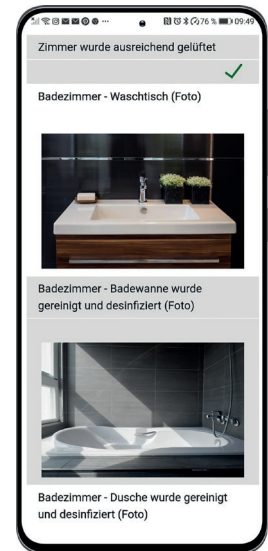 76 % 09:49
Zimmer wurde ausreichend gelüftet
Badezimmer - Waschtisch (Foto)
Badezimmer - Badewanne wurde
gereinigt und desinfiziert (Foto)
Badezimmer - Dusche wurde gereinigt
und desinfiziert (Foto)